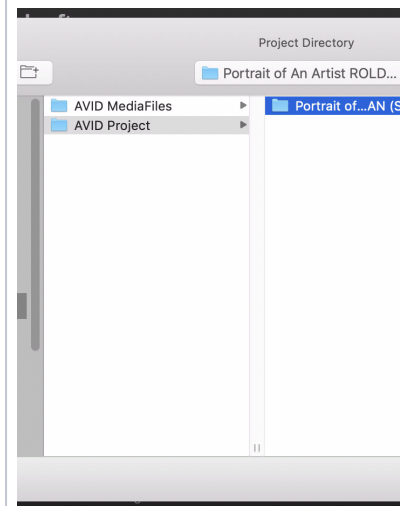 Project Directory
Portrait of An Artist ROLD...
AVID MediaFiles
Portrait of...AN (S
AVID Project